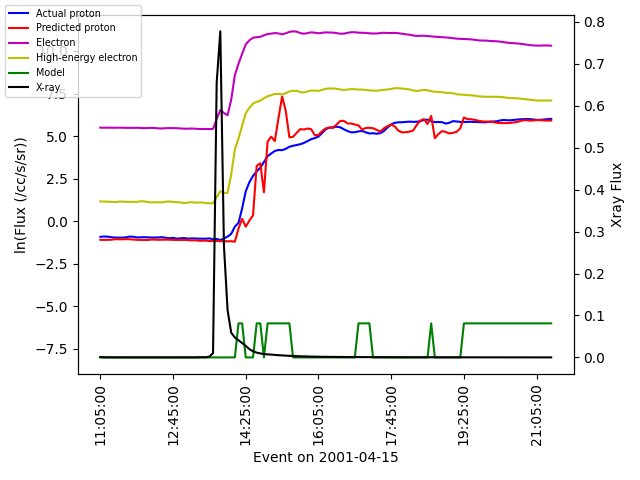 Actual proton
Predicted proton
Electron
High-energy electron
Model
X-ray
10.0
7.5
5.0
2.5
0.0
−2.5
−5.0
−7.5
ln(Flux (/cc/s/sr))
0.8
0.7
0.6
0.5
0.4
0.3
0.2
0.1
0.0
Xray Flux
11:05:00
12:45:00
14:25:00
16:05:00
17:45:00
19:25:00
21:05:00
Event on 2001-04-15